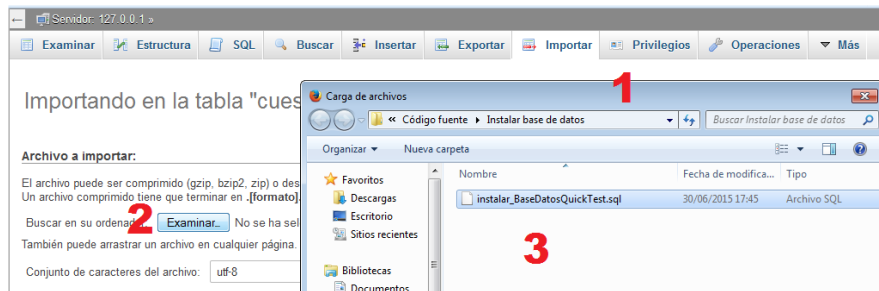 Servidor: 127.0.0.1 »
Examinar Estructura SQL Buscar Insertar Exportar Importar Privilegios Operaciones Más
1
Importando en la tabla "cues
Carga de archivos
« Código fuente Instalar base de datos Buscar Instalar base de datos
Organizar Nueva carpeta
Archivo a importar:
El archivo puede ser comprimido (gzip, bzip2, zip) o des
Un archivo comprimido tiene que terminar en .[formato].
Buscar en su ordenador: Examinar_ No se ha sel
2
También puede arrastrar un archivo en cualquier página.
Conjunto de caracteres del archivo: utf-8
Favoritos
Descargas
Escritorio
Sitios recientes
Bibliotecas
Documentos
Nombre Fecha de modifica... Tipo
instalar_BaseDatosQuickTest.sql 30/06/2015 17:45 Archivo SQL
3